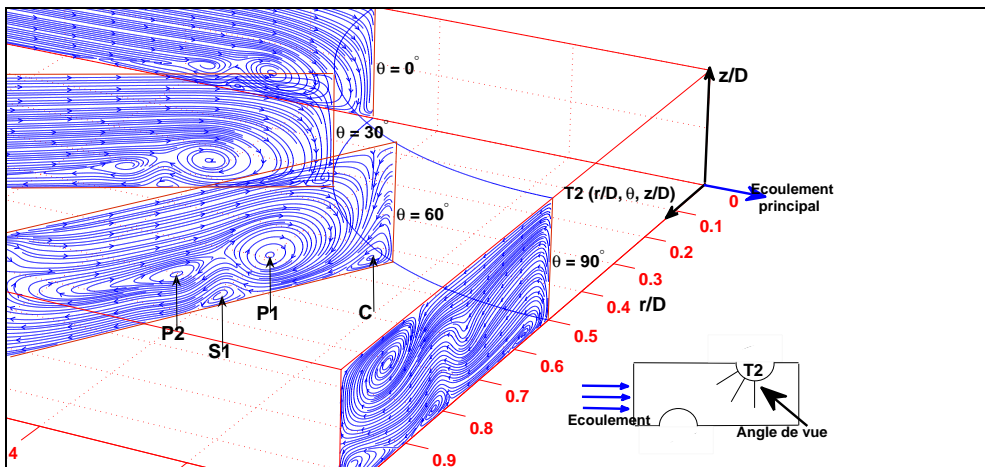 θ = 0°
z/D
θ = 30°
T2 (r/D, θ, z/D)
Ecoulement
principal
θ = 60°
θ = 90°
0
0.1
0.2
0.3
0.4
r/D
0.5
0.6
0.7
0.8
0.9
4
P2
S1
P1
C
T2
Ecoulement
Angle de vue